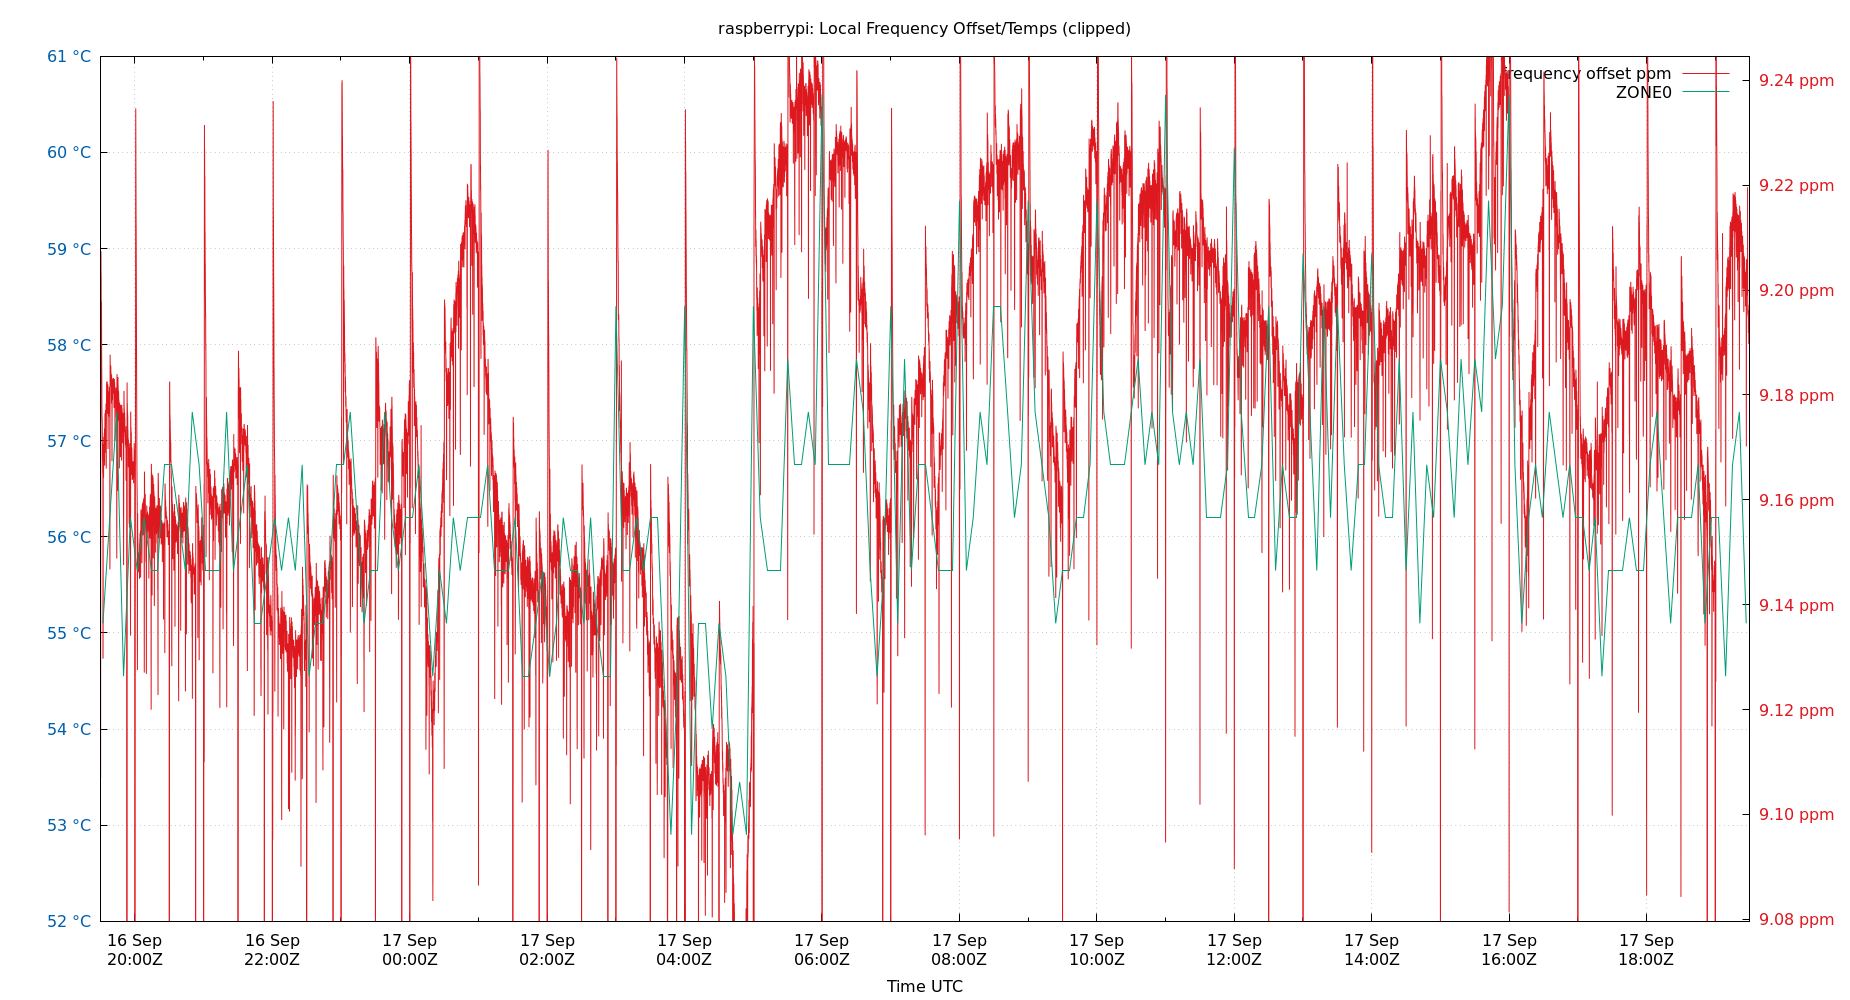 raspberrypi: Local Frequency Offset/Temps (clipped)
61 °C
60 °C
59 °C
58 °C
57 °C
56 °C
55 °C
54 °C
53 °C
52 °C
frequency offset ppm
ZONE0
9.24 ppm
9.22 ppm
9.20 ppm
9.18 ppm
9.16 ppm
9.14 ppm
9.12 ppm
9.10 ppm
9.08 ppm
16 Sep 16 Sep 17 Sep 17 Sep 17 Sep 17 Sep 17 Sep 17 Sep 17 Sep 17 Sep 17 Sep 17 Sep
20:00Z 22:00Z 00:00Z 02:00Z 04:00Z 06:00Z 08:00Z 10:00Z 12:00Z 14:00Z 16:00Z 18:00Z
Time UTC